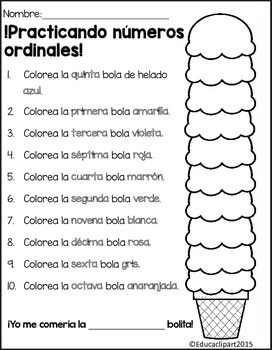 Nombre:
!Practicando números
ordinales!
1. Colorea la quinta bola de helado
azul.
2. Colorea la primera bola amarilla.
3. Colorea la tercera bola violeta.
4. Colorea la séptima bola roja.
5. Colorea la cuarta bola marrón.
6. Colorea la segunda bola verde.
7. Colorea la novena bola blanca.
8. Colorea la décima bola rosa.
9. Colorea la sexta bola gris.
10. Colorea la octava bola anaranjada.
¡Yo me comería la ______________ bolita!
©Educaclipart2015